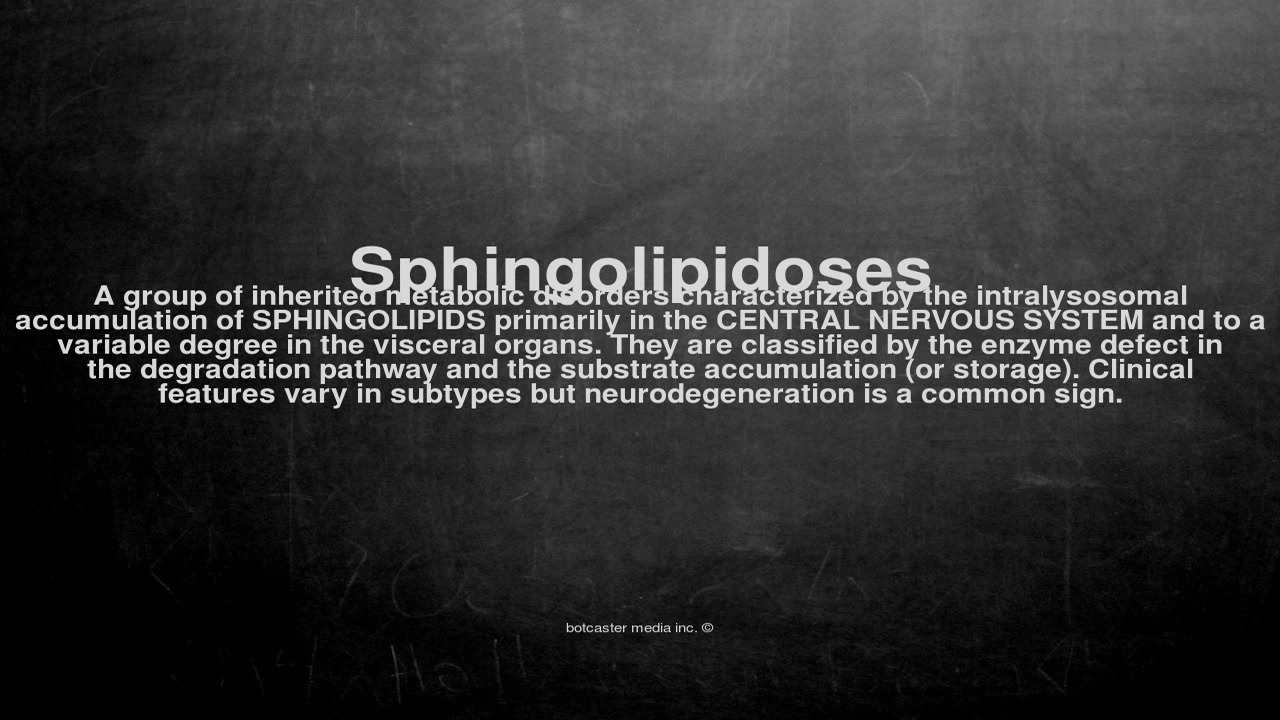 Sphingolipidoses
A group of inherited metabolic disorders characterized by the intralysosomal
accumulation of SPHINGOLIPIDS primarily in the CENTRAL NERVOUS SYSTEM and to a
variable degree in the visceral organs. They are classified by the enzyme defect in
the degradation pathway and the substrate accumulation (or storage). Clinical
features vary in subtypes but neurodegeneration is a common sign.
botcaster media inc. ©